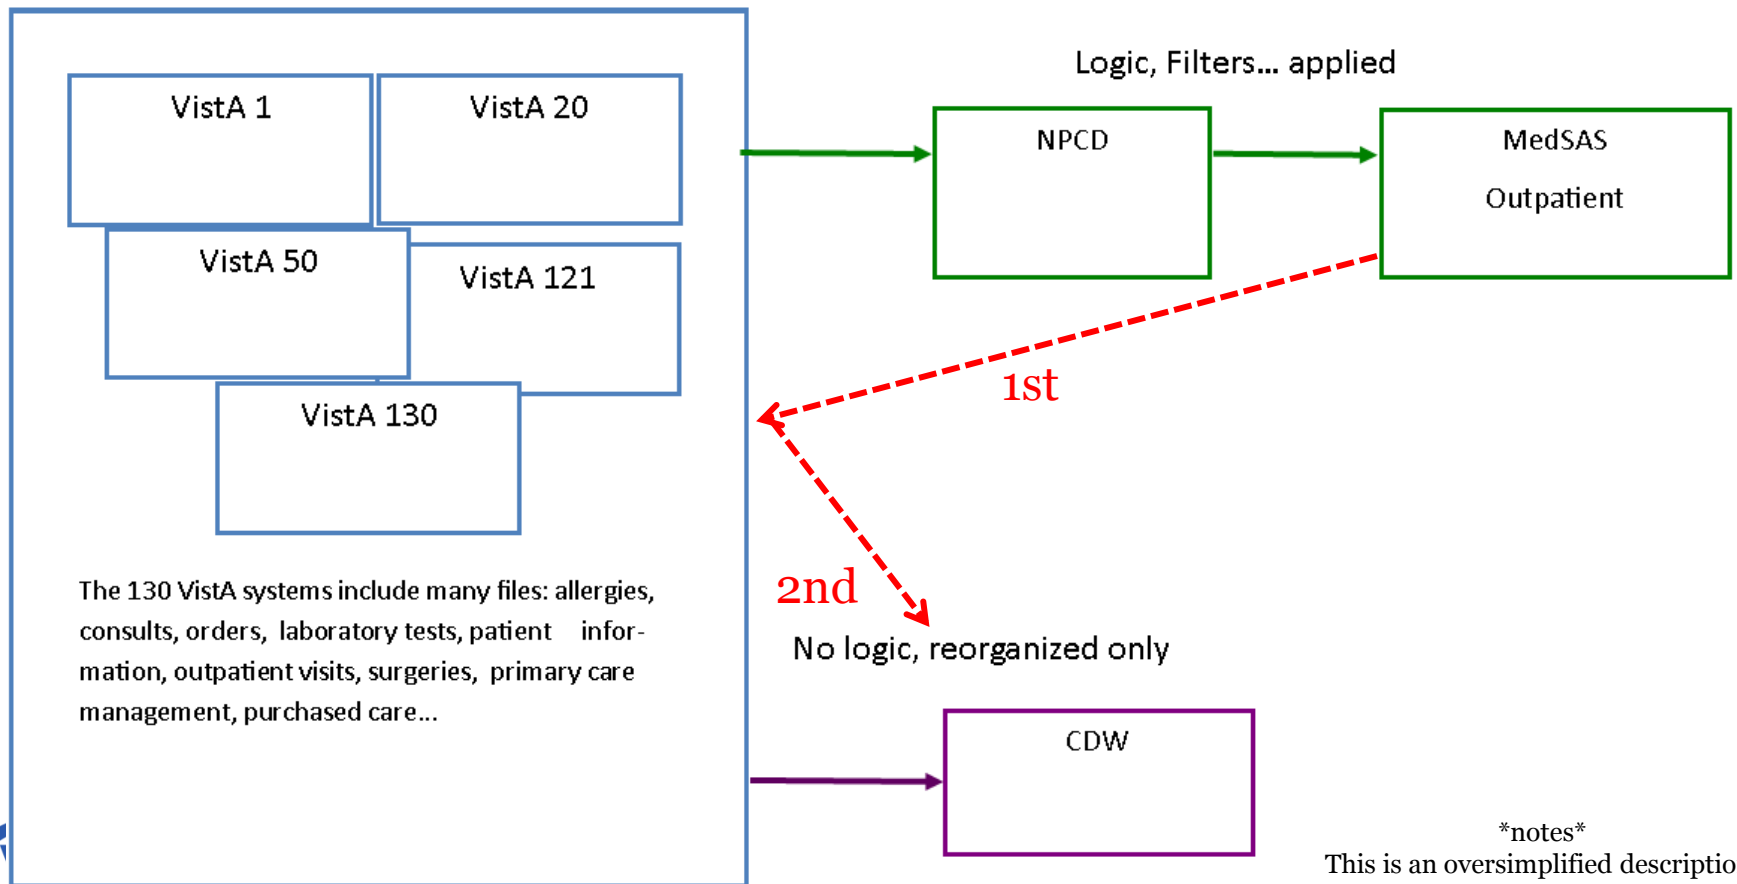 Logic, Filters... applied
VistA 1
VistA 20
NPCD
MedSAS
Outpatient
VistA 50
VistA 121
1st
VistA 130
The 130 VistA systems include many files: allergies,
consults, orders, laboratory tests, patient infor-
mation, outpatient visits, surgeries, primary care
management, purchased care...
2nd
No logic, reorganized only
CDW
*notes*
This is an oversimplified descriptio